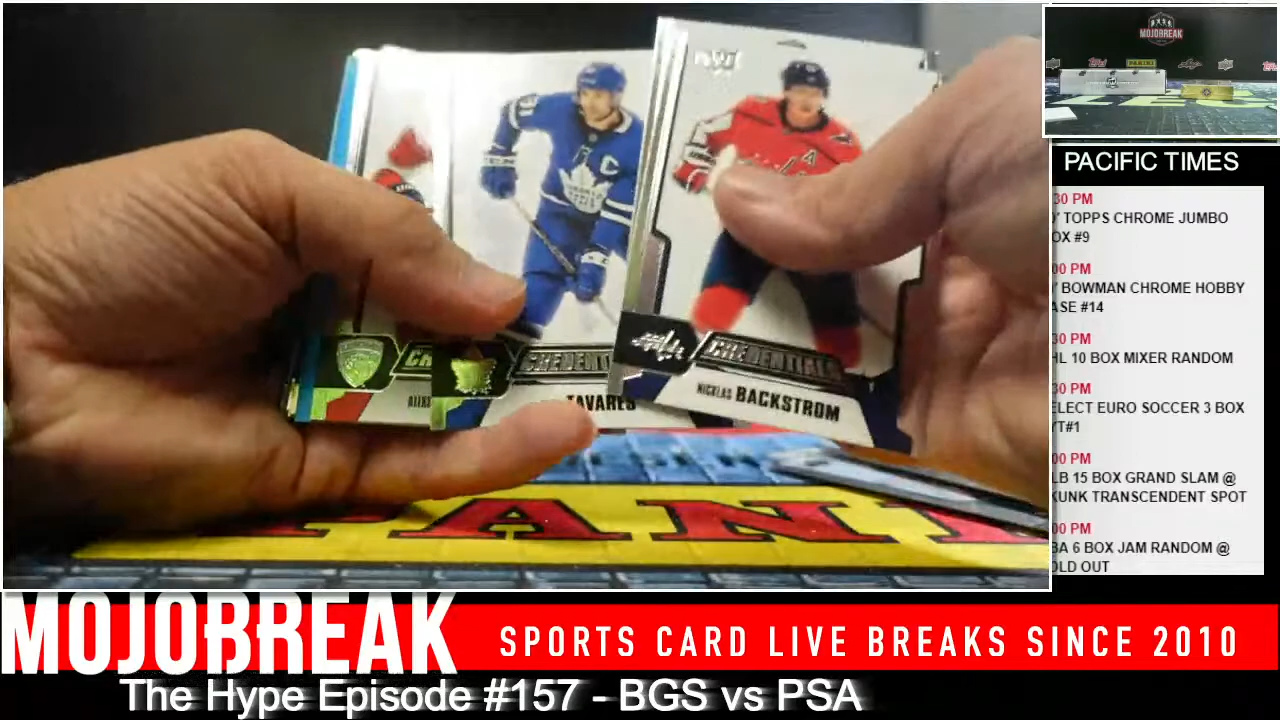 MOJOBREAK
PACIFIC TIMES
:30 PM
TOPPS CHROME JUMBO
OX #9
:00 PM
BOWMAN CHROME HOBBY
ASE #14
:30 PM
HL 10 BOX MIXER RANDOM
:30 PM
ELECT EURO SOCCER 3 BOX
YT#1
:00 PM
LB 15 BOX GRAND SLAM @
KUNK TRANSCENDENT SPOT
:00 PM
BA 6 BOX JAM RANDOM @
OLD OUT
C
A
CREDENTIALS
TAVARES
CREDENTIALS
NICKLAS BACKSTROM
PANINI
MOJOBREAK
SPORTS CARD LIVE BREAKS SINCE 2010
The Hype Episode #157 - BGS vs PSA